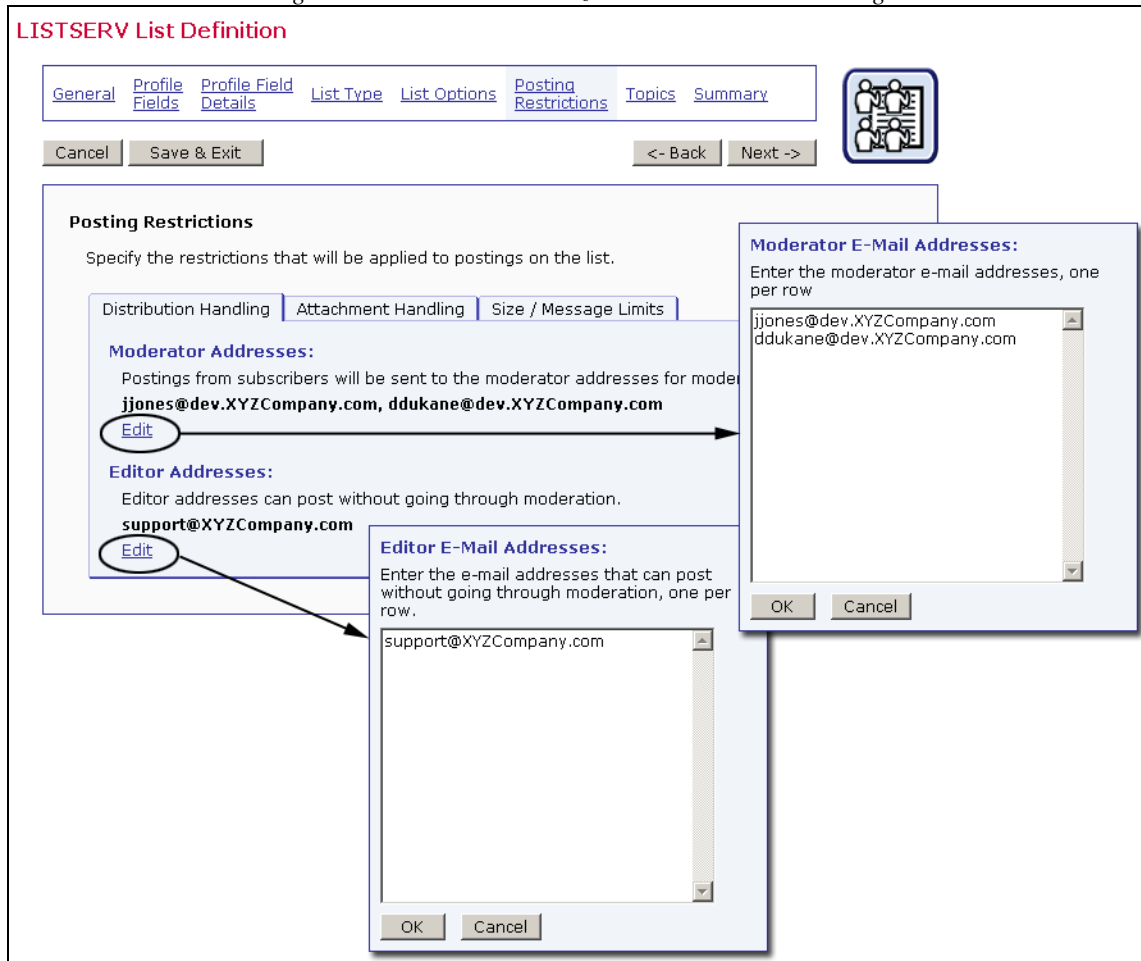 LISTSERV List Definition
General Profile Fields Profile Field Details List Type List Options Posting Restrictions Topics Summary
Cancel Save & Exit <- Back Next ->
Posting Restrictions
Specify the restrictions that will be applied to postings on the list.
Distribution Handling Attachment Handling Size / Message Limits
Moderator Addresses:
Postings from subscribers will be sent to the moderator addresses for
jjones@dev.XYZCompany.com, ddukane@dev.XYZCompany.com
Edit
Editor Addresses:
Editor addresses can post without going through moderation.
support@XYZCompany.com
Edit
Moderator E-Mail Addresses:
Enter the moderator e-mail addresses, one
per row
jjones@dev.XYZCompany.com
ddukane@dev.XYZCompany.com
OK Cancel
Editor E-Mail Addresses:
Enter the e-mail addresses that can post
without going through moderation, one per
row.
support@XYZCompany.com
OK Cancel